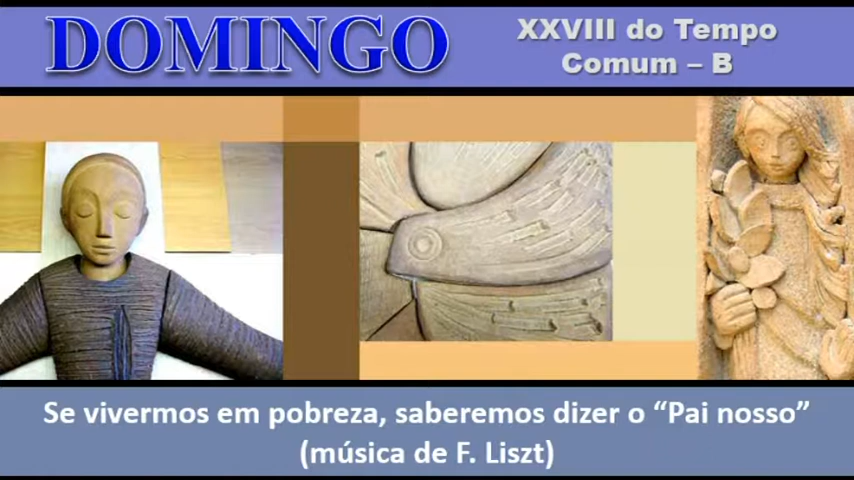 DOMINGO
XXVIII do Tempo
Comum – B
Se vivermos em pobreza, saberemos dizer o “Pai nosso”
(música de F. Liszt)